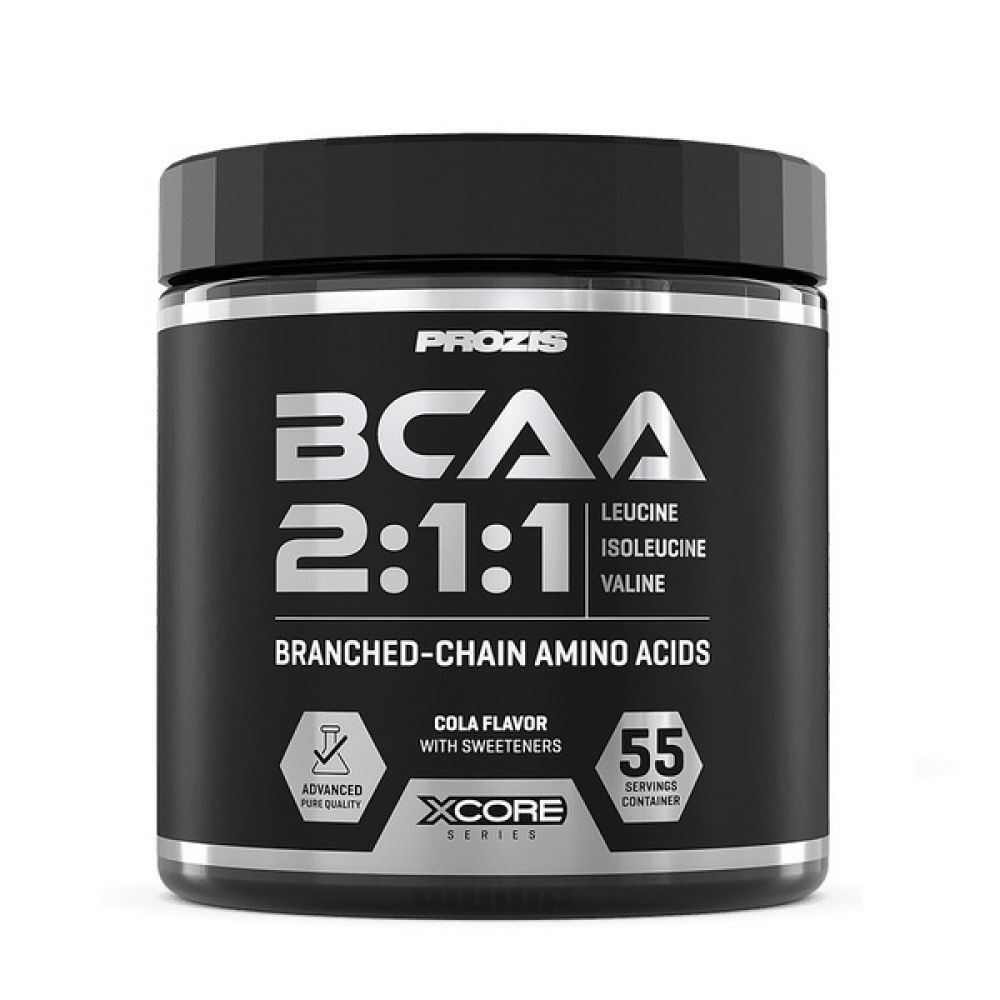 PROZIS
BCAA
2:1:1
LEUCINE
ISOLEUCINE
VALINE
BRANCHED-CHAIN AMINO ACIDS
ADVANCED
PURE QUALITY
COLA FLAVOR
WITH SWEETENERS
55
SERVINGS
CONTAINER
XCORE
SERIES